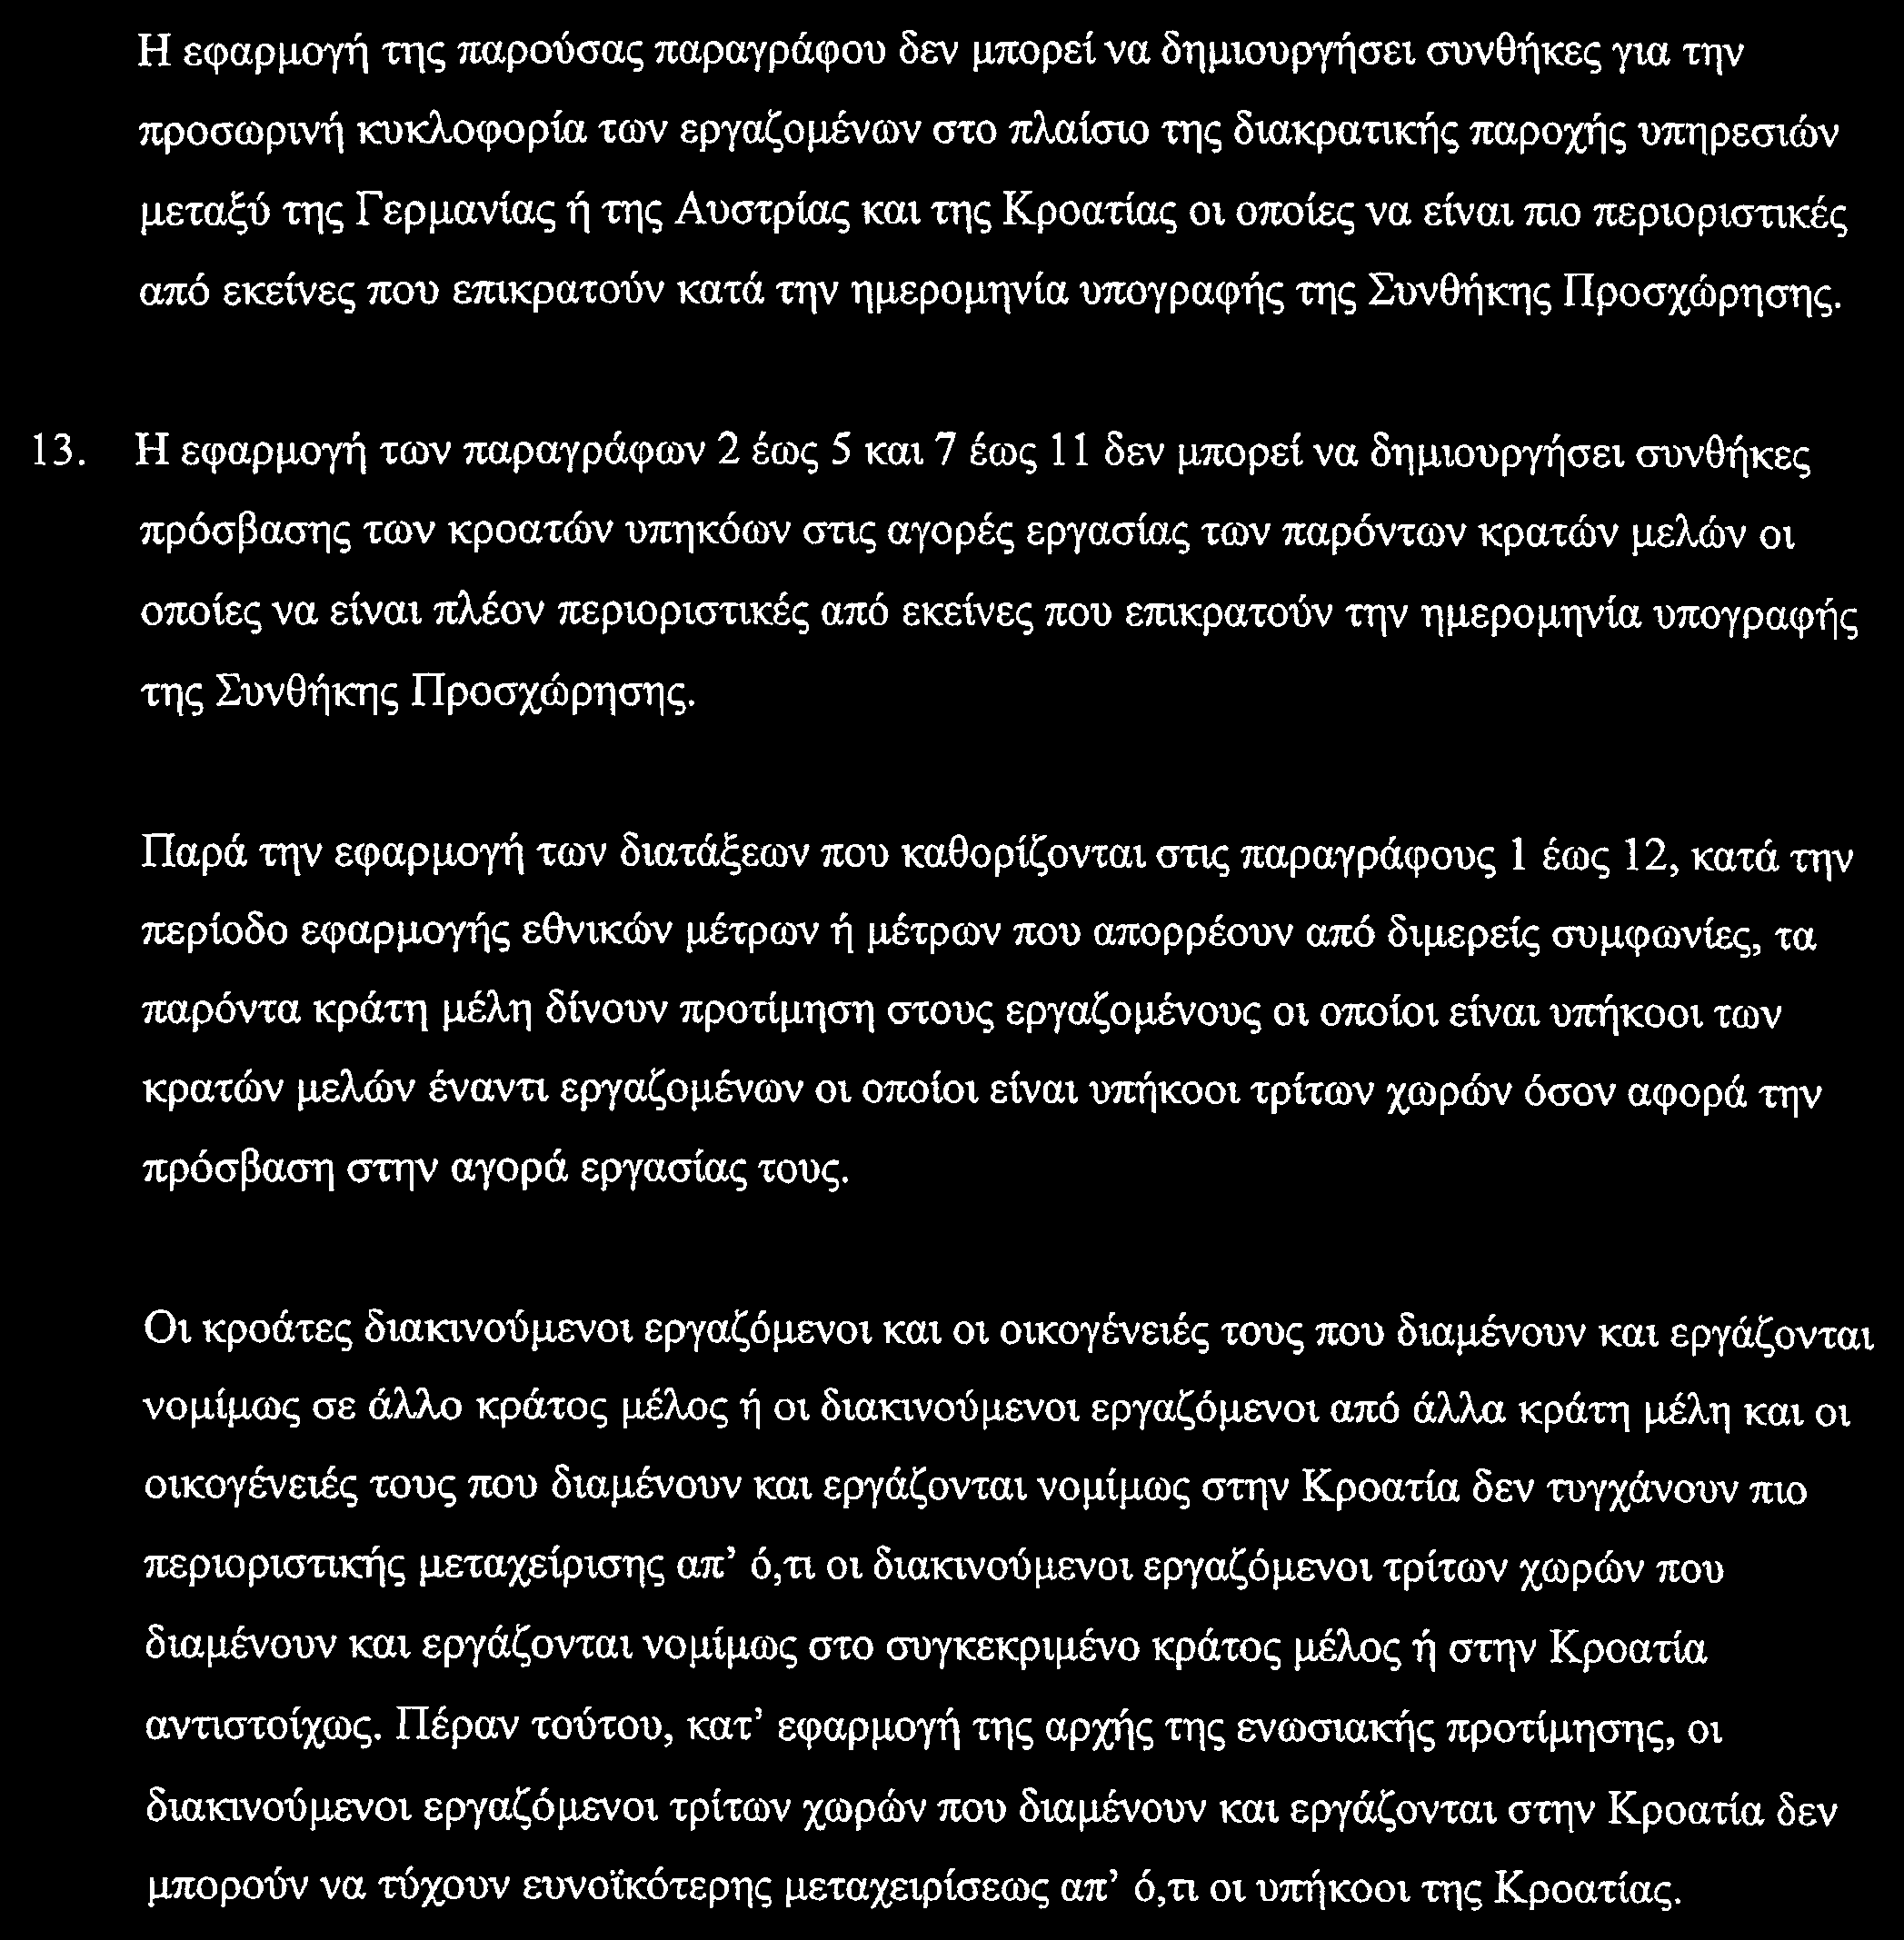 Η εφαρμογή της παρούσας παραγράφου δεν μπορεί να δημιουργήσει συνθήκες για την
προσωρινή κυκλοφορία των εργαζομένων στο πλαίσιο της διακρατικής παροχής υπηρεσιών
μεταξύ της Γερμανίας ή της Αυστρίας και της Κροατίας οι οποίες να είναι πιο περιοριστικές
από εκείνες που επικρατούν κατά την ημερομηνία υπογραφής της Συνθήκης Προσχώρησης.
13. Η εφαρμογή των παραγράφων 2 έως 5 και 7 έως 11 δεν μπορεί να δημιουργήσει συνθήκες
πρόσβασης των κροατών υπηκόων στις αγορές εργασίας των παρόντων κρατών μελών οι
οποίες να είναι πλέον περιοριστικές από εκείνες που επικρατούν την ημερομηνία υπογραφής
της Συνθήκης Προσχώρησης.
Παρά την εφαρμογή των διατάξεων που καθορίζονται στις παραγράφους 1 έως 12, κατά την
περίοδο εφαρμογής εθνικών μέτρων ή μέτρων που απορρέουν από διμερείς συμφωνίες, τα
παρόντα κράτη μέλη δίνουν προτίμηση στους εργαζομένους οι οποίοι είναι υπήκοοι των
κρατών μελών έναντι εργαζομένων οι οποίοι είναι υπήκοοι τρίτων χωρών όσον αφορά την
πρόσβαση στην αγορά εργασίας τους.
Οι κροάτες διακινούμενοι εργαζόμενοι και οι οικογένειές τους που διαμένουν και εργάζονται
νομίμως σε άλλο κράτος μέλος ή οι διακινούμενοι εργαζόμενοι από άλλα κράτη μέλη και οι
οικογένειές τους που διαμένουν και εργάζονται νομίμως στην Κροατία δεν τυγχάνουν πιο
περιοριστικής μεταχείρισης απ’ ό,τι οι διακινούμενοι εργαζόμενοι τρίτων χωρών που
διαμένουν και εργάζονται νομίμως στο συγκεκριμένο κράτος μέλος ή στην Κροατία
αντιστοίχως. Πέραν τούτου, κατ’ εφαρμογή της αρχής της ενωσιακής προτίμησης, οι
διακινούμενοι εργαζόμενοι τρίτων χωρών που διαμένουν και εργάζονται στην Κροατία δεν
μπορούν να τύχουν ευνοϊκότερης μεταχειρίσεως απ’ ό,τι οι υπήκοοι της Κροατίας.